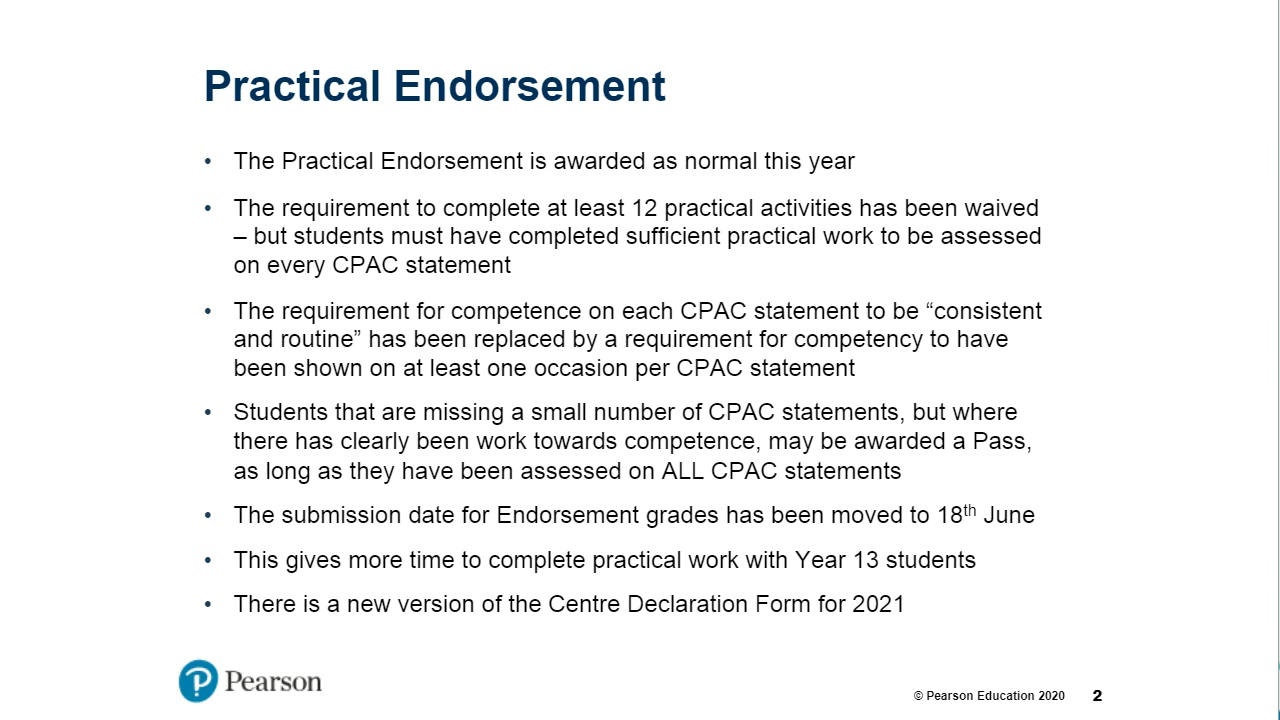 Practical Endorsement
• The Practical Endorsement is awarded as normal this year
• The requirement to complete at least 12 practical activities has been waived
– but students must have completed sufficient practical work to be assessed
on every CPAC statement
• The requirement for competence on each CPAC statement to be “consistent
and routine” has been replaced by a requirement for competency to have
been shown on at least one occasion per CPAC statement
• Students that are missing a small number of CPAC statements, but where
there has clearly been work towards competence, may be awarded a Pass,
as long as they have been assessed on ALL CPAC statements
• The submission date for Endorsement grades has been moved to 18th June
• This gives more time to complete practical work with Year 13 students
• There is a new version of the Centre Declaration Form for 2021
Pearson
© Pearson Education 2020 2